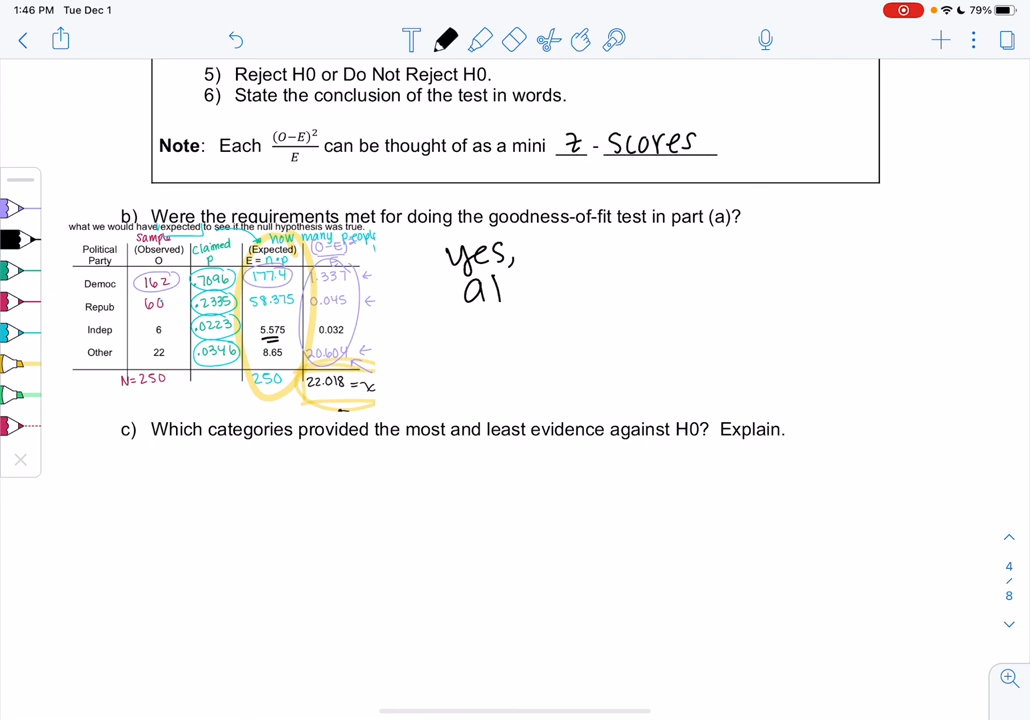 1:46 PM Tue Dec 1
79%
5) Reject H0 or Do Not Reject H0.
6) State the conclusion of the test in words.
Note: Each (O−E)²/E can be thought of as a mini z - scores
b) Were the requirements met for doing the goodness-of-fit test in part (a)?
what we would have expected to see if the null hypothesis was true.
yes,
al
sample how many people
Political Party (Observed) O claimed p (Expected) E = n·p (O−E)²
Democ 162 .7096 177.4 1.337
Repub 60 .2335 58.375 0.045
Indep 6 .0223 5.575 0.032
Other 22 .0346 8.65 20.604
N=250 250 22.018 = x
c) Which categories provided the most and least evidence against H0? Explain.
4
/
8